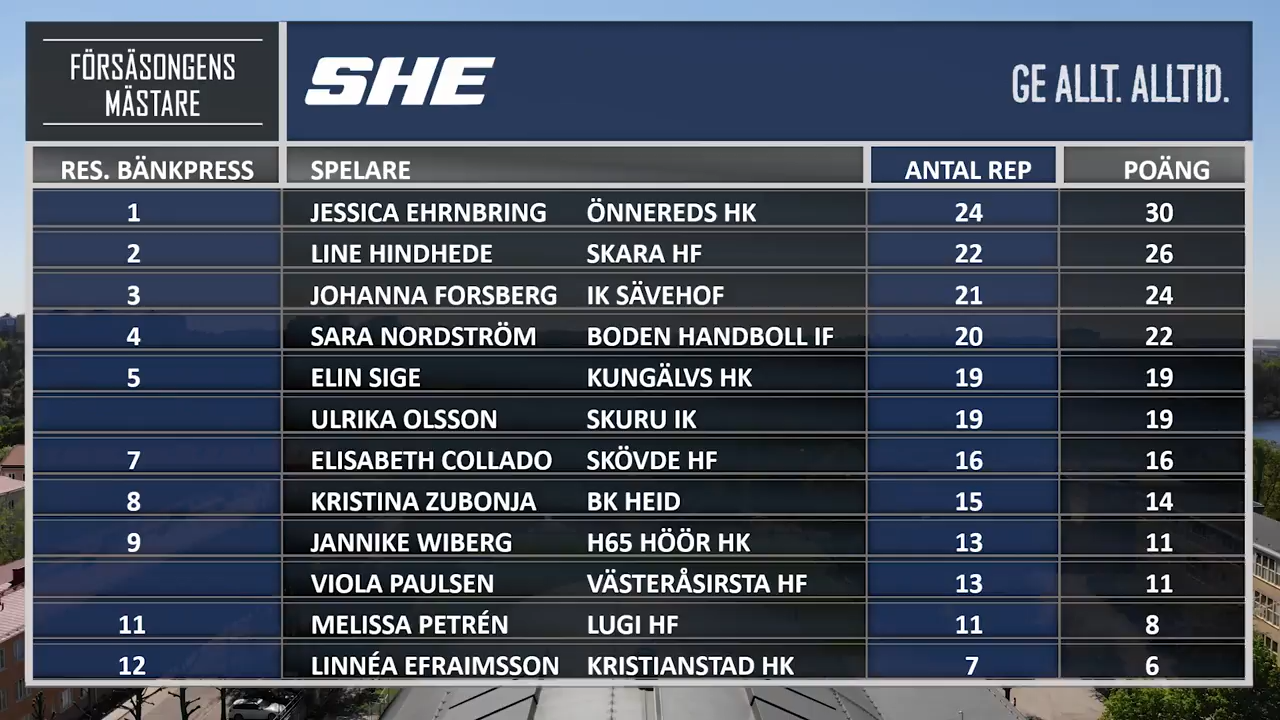 FÖRSÄSONGENS
MÄSTARE
SHE
GE ALLT. ALLTID.
RES. BÄNKPRESS SPELARE ANTAL REP POÄNG
1 JESSICA EHRNBRING ÖNNEREDS HK 24 30
2 LINE HINDHEDE SKARA HF 22 26
3 JOHANNA FORSBERG IK SÄVEHOF 21 24
4 SARA NORDSTRÖM BODEN HANDBOLL IF 20 22
5 ELIN SIGE KUNGÄLVS HK 19 19
ULRIKA OLSSON SKURU IK 19 19
7 ELISABETH COLLADO SKÖVDE HF 16 16
8 KRISTINA ZUBONJA BK HEID 15 14
9 JANNIKE WIBERG H65 HÖÖR HK 13 11
VIOLA PAULSEN VÄSTERÅSIRSTA HF 13 11
11 MELISSA PETRÉN LUGI HF 11 8
12 LINNÉA EFRAIMSSON KRISTIANSTAD HK 7 6